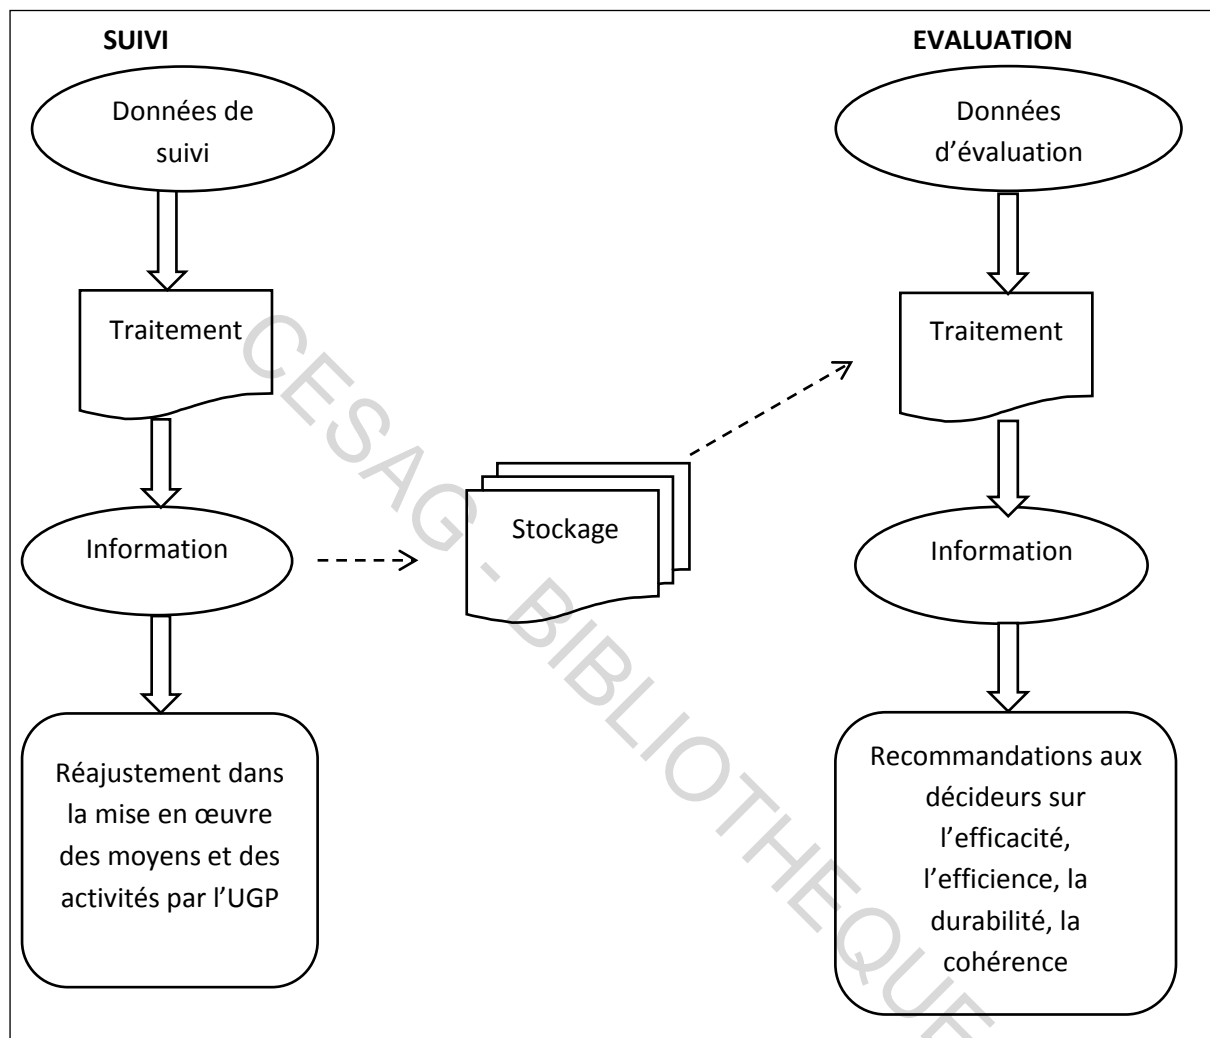 SUIVI
Données de
suivi
Traitement
Information
Réajustement dans
la mise en œuvre
des moyens et des
activités par l’UGP
Stockage
EVALUATION
Données
d’évaluation
Traitement
Information
Recommandations aux
décideurs sur
l’efficacité,
l’efficience, la
durabilité, la
cohérence
CESAG - BIBLIOTHEQUE